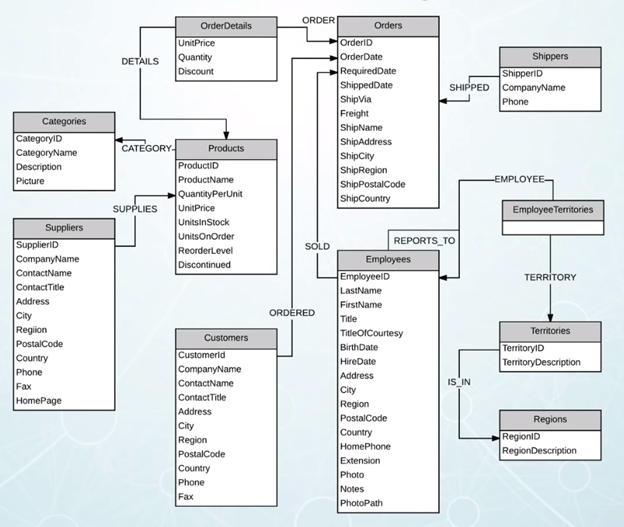 OrderDetails
UnitPrice
Quantity
Discount
ORDER
Orders
OrderID
OrderDate
RequiredDate
ShippedDate
ShipVia
Freight
ShipName
ShipAddress
ShipCity
ShipRegion
ShipPostalCode
ShipCountry
Shippers
ShipperID
CompanyName
Phone
SHIPPED
DETAILS
Categories
CategoryID
CategoryName
Description
Picture
CATEGORY
Products
ProductID
ProductName
QuantityPerUnit
UnitPrice
UnitsInStock
UnitsOnOrder
ReorderLevel
Discontinued
SUPPLIES
Suppliers
SupplierID
CompanyName
ContactName
ContactTitle
Address
City
Regiion
PostalCode
Country
Phone
Fax
HomePage
EMPLOYEE
EmployeeTerritories
REPORTS_TO
SOLD
Employees
EmployeeID
LastName
FirstName
Title
TitleOfCourtesy
BirthDate
HireDate
Address
City
Region
PostalCode
Country
HomePhone
Extension
Photo
Notes
PhotoPath
TERRITORY
ORDERED
Customers
CustomerId
CompanyName
ContactName
ContactTitle
Address
City
Region
PostalCode
Country
Phone
Fax
Territories
TerritoryID
TerritoryDescription
IS_IN
Regions
RegionID
RegionDescription